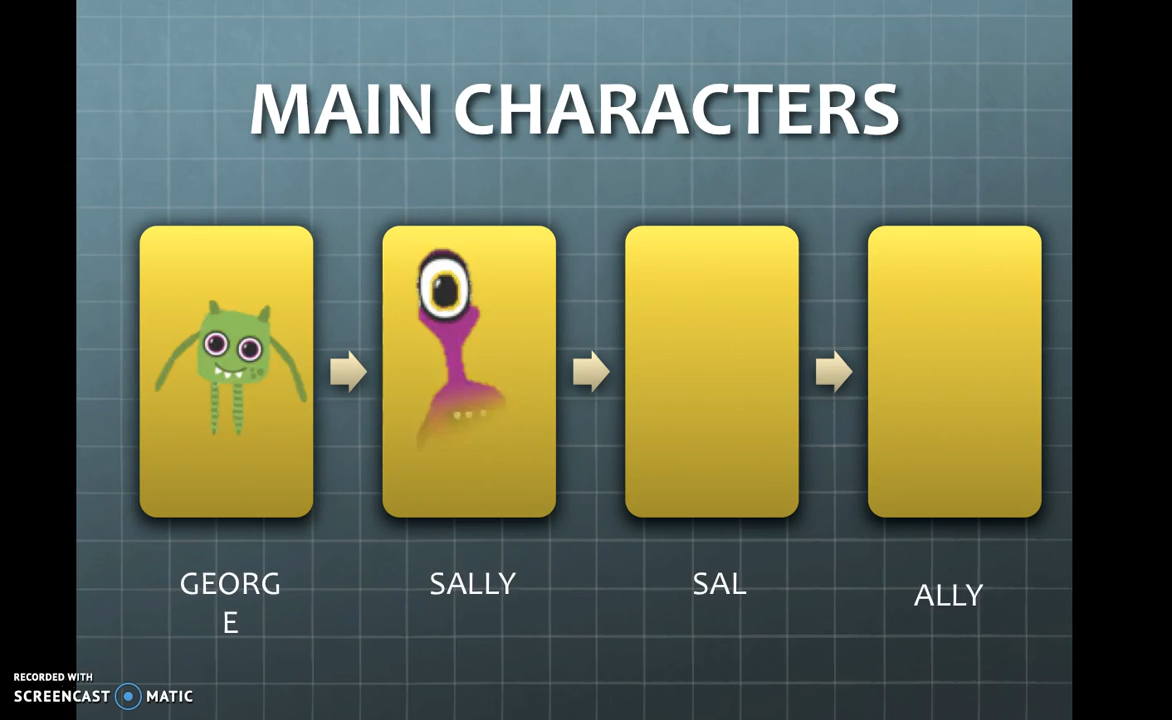 MAIN CHARACTERS
GEORG
E
SALLY
SAL
ALLY
RECORDED WITH
SCREENCAST MATIC